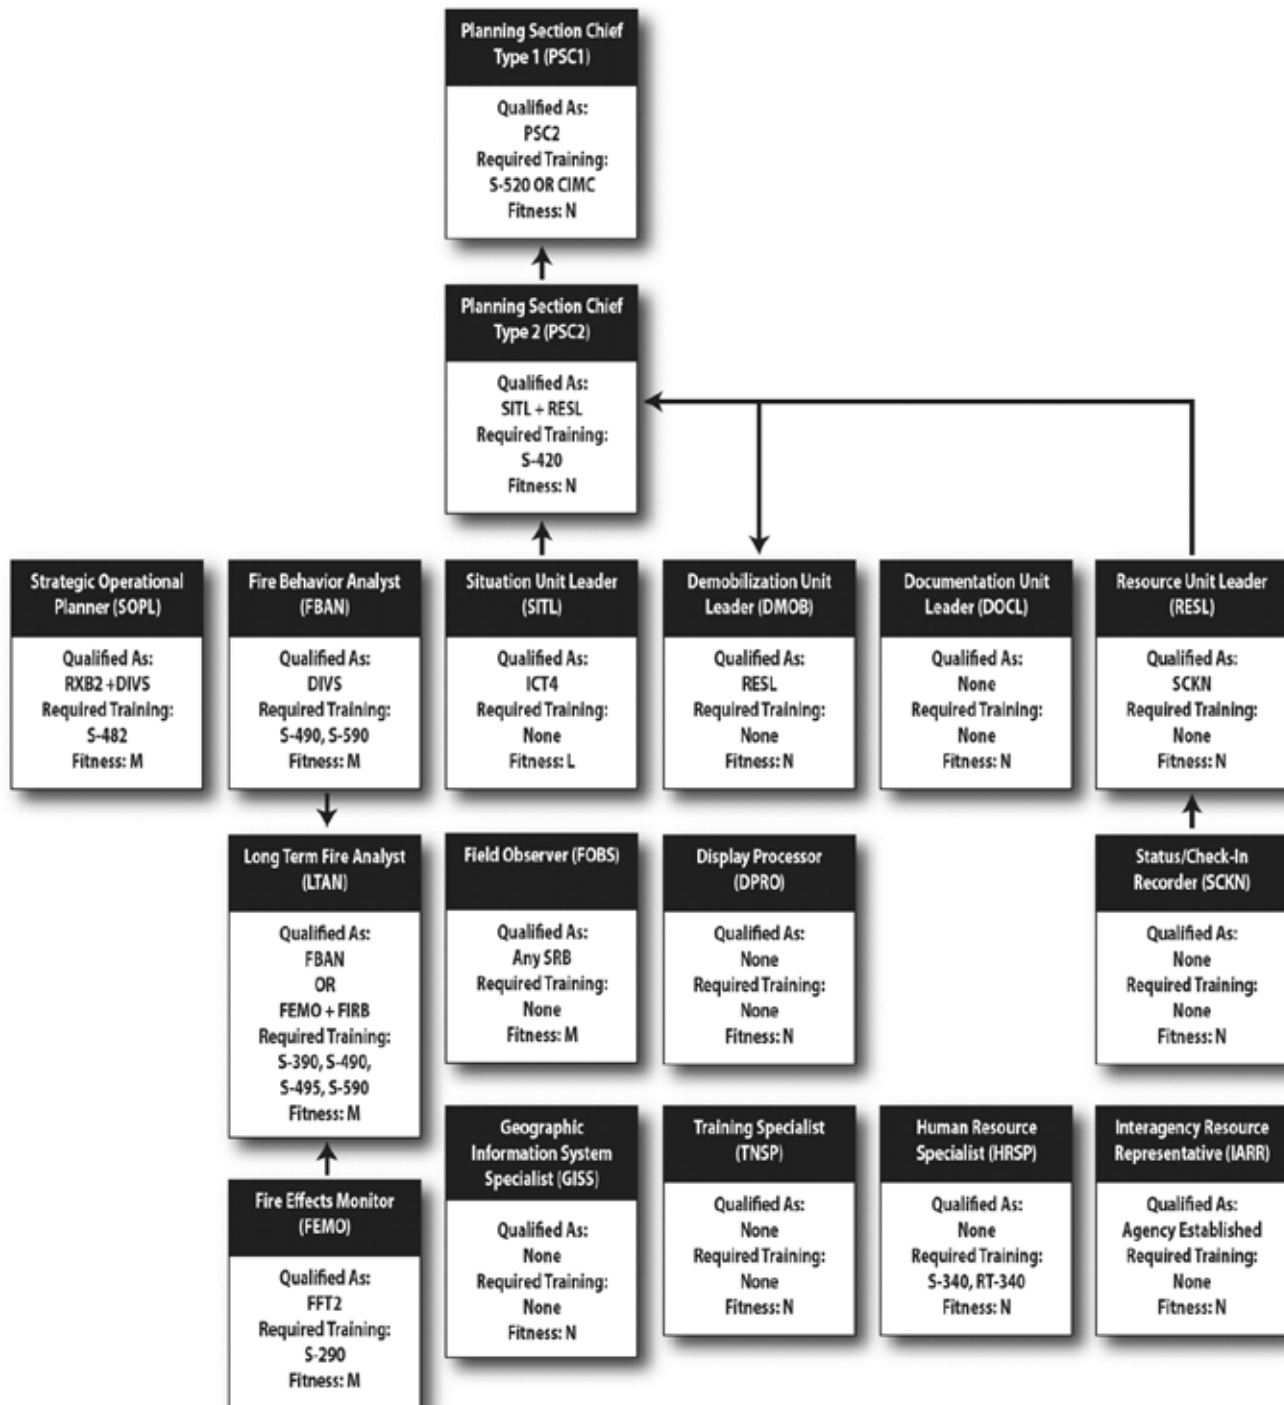 Planning Section Chief
Type 1 (PSC1)
Qualified As:
PSC2
Required Training:
S-520 OR CIMC
Fitness: N
Planning Section Chief
Type 2 (PSC2)
Qualified As:
SITL + RESL
Required Training:
S-420
Fitness: N
Strategic Operational
Planner (SOPL)
Qualified As:
RXB2 +DIVS
Required Training:
S-482
Fitness: M
Fire Behavior Analyst
(FBAN)
Qualified As:
DIVS
Required Training:
S-490, S-590
Fitness: M
Situation Unit Leader
(SITL)
Qualified As:
ICT4
Required Training:
None
Fitness: L
Demobilization Unit
Leader (DMOB)
Qualified As:
RESL
Required Training:
None
Fitness: N
Documentation Unit
Leader (DOCL)
Qualified As:
None
Required Training:
None
Fitness: N
Resource Unit Leader
(RESL)
Qualified As:
SCKN
Required Training:
None
Fitness: N
Long Term Fire Analyst
(LTAN)
Qualified As:
FBAN
OR
FEMO + FIRB
Required Training:
S-390, S-490,
S-495, S-590
Fitness: M
Field Observer (FOBS)
Qualified As:
Any SRB
Required Training:
None
Fitness: M
Display Processor
(DPRO)
Qualified As:
None
Required Training:
None
Fitness: N
Status/Check-In
Recorder (SCKN)
Qualified As:
None
Required Training:
None
Fitness: N
Fire Effects Monitor
(FEMO)
Qualified As:
FFT2
Required Training:
S-290
Fitness: M
Geographic
Information System
Specialist (GISS)
Qualified As:
None
Required Training:
None
Fitness: N
Training Specialist
(TNSP)
Qualified As:
None
Required Training:
None
Fitness: N
Human Resource
Specialist (HRSP)
Qualified As:
None
Required Training:
S-340, RT-340
Fitness: N
Interagency Resource
Representative (IARR)
Qualified As:
Agency Established
Required Training:
None
Fitness: N